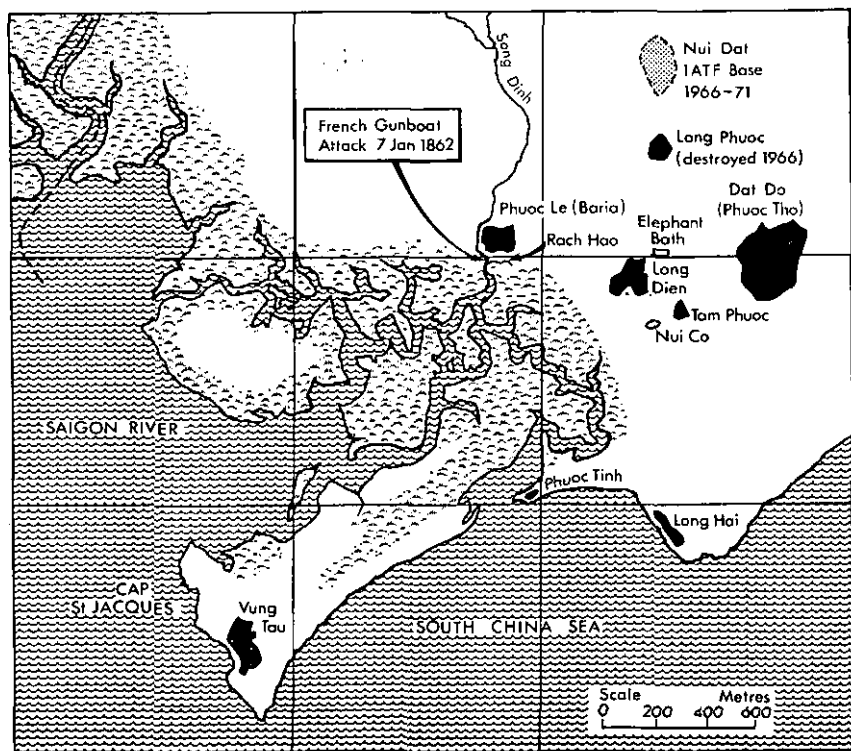 Song Dinh
Nui Dat
1ATF Base
1966-71
French Gunboat
Attack 7 Jan 1862
Long Phuoc
(destroyed 1966)
Dat Do
(Phuoc Tho)
Phuoc Le (Baria)
Rach Hao
Elephant
Bath
Long
Dien
Tam Phuoc
Nui Co
SAIGON RIVER
Phuoc Tinh
Long Hai
CAP
St JACQUES
Vung
Tau
SOUTH CHINA SEA
Scale Metres
0 200 400 600